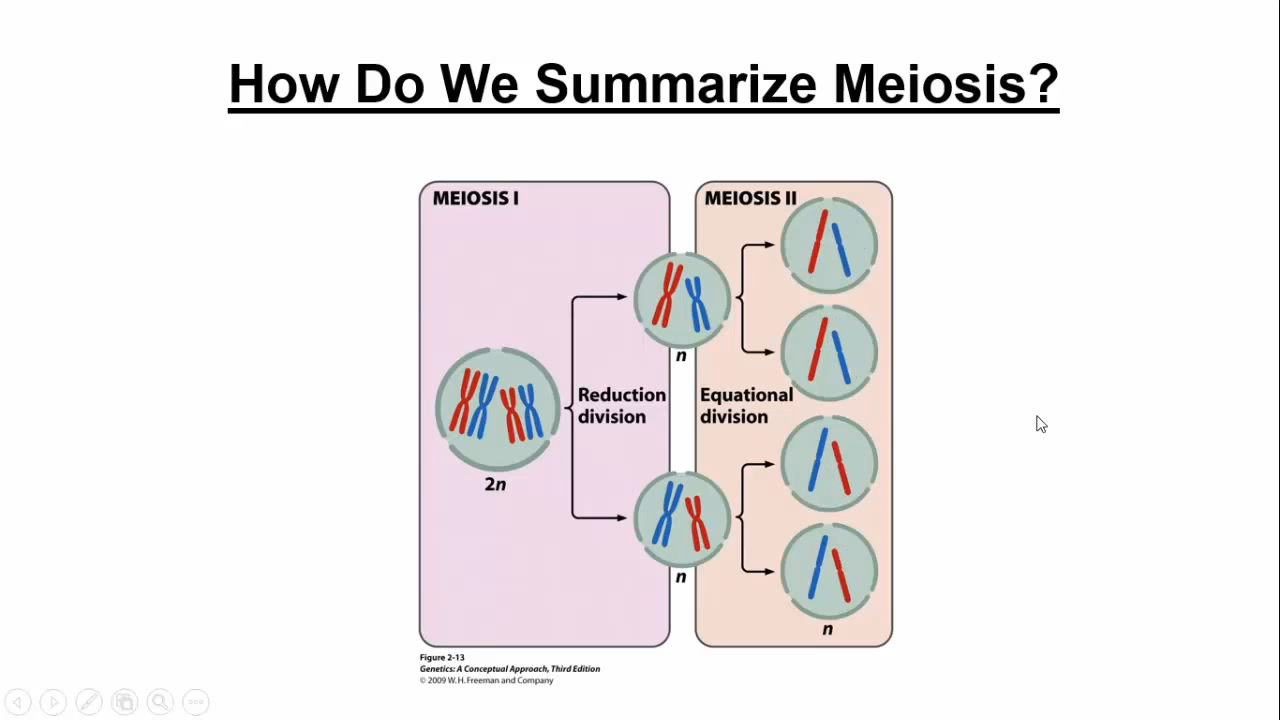 How Do We Summarize Meiosis?
MEIOSIS I
MEIOSIS II
n
Reduction
division
Equational
division
2n
n
n
Figure 2-13
Genetics: A Conceptual Approach, Third Edition
© 2009 W. H. Freeman and Company